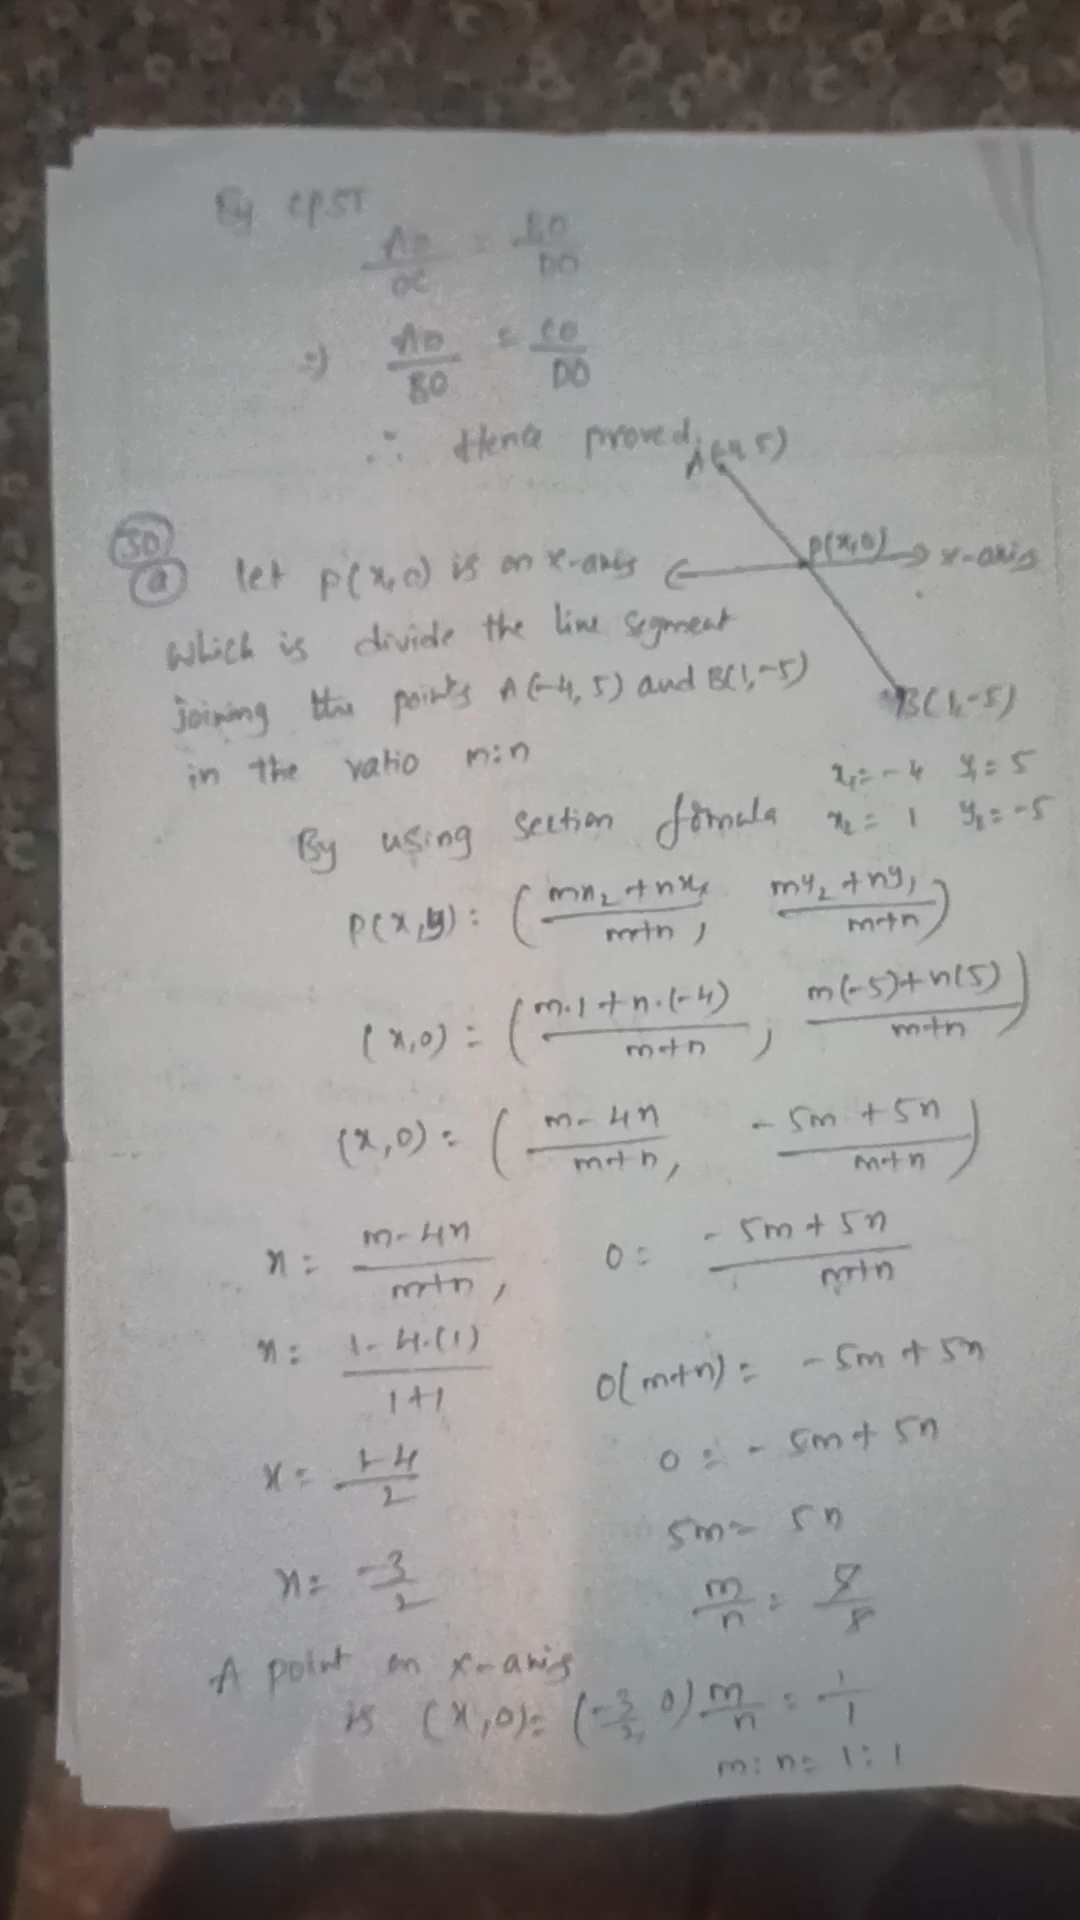 By CPST
AO/OC = BO/DO
=) AO/BO = CO/DO
∴ Hence proved.
A(-4, 5)
P(x,0) x-axis
B(1,-5)
30
a let p(x,0) is on x-axis
which is divide the line segment
joining the points A(-4, 5) and B(1,-5)
in the ratio m:n
x₁= -4 y₁= 5
x₂= 1 y₂= -5
By using section formula
P(x,y) = ( (mx₂ + nx₁)/(m+n) , (my₂ + ny₁)/(m+n) )
(x,0) = ( (m.1 + n.(-4))/(m+n) , (m(-5)+n(5))/(m+n) )
(x,0) = ( (m-4n)/(m+n) , (-5m + 5n)/(m+n) )
x = (m-4n)/(m+n) , 0 = (-5m + 5n)/(m+n)
x = (1-4.(1))/(1+1) 0(m+n) = -5m + 5n
x = (1-4)/2 0 = -5m + 5n
5m = 5n
x = -3/2 m/n = 5/5
A point on x-axis
is (x,0) = (-3/2, 0) m/n = 1/1
m:n = 1:1